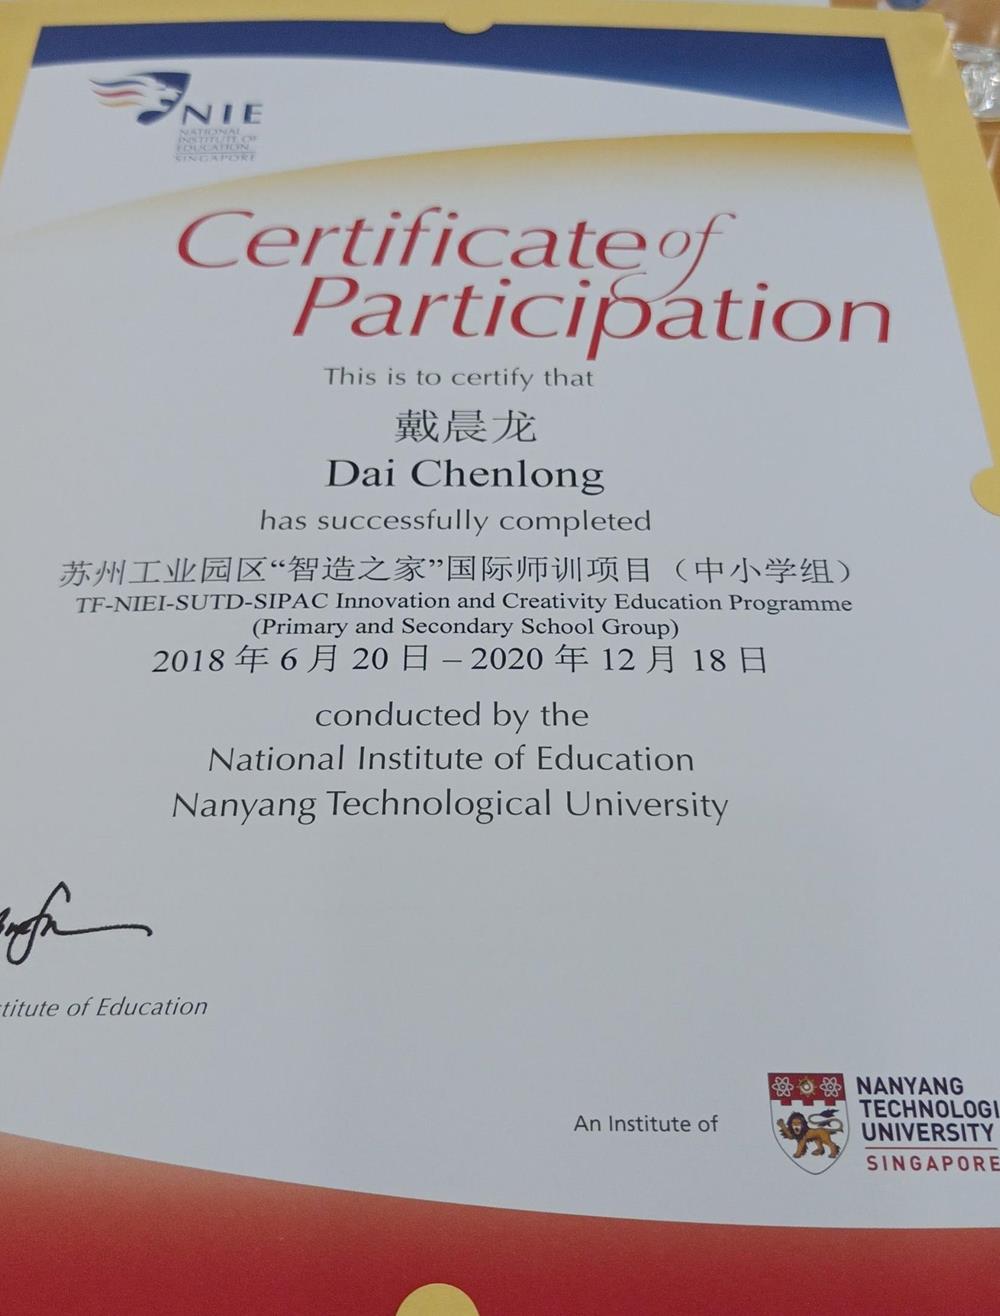 NIE
NATIONAL
INSTITUTE OF
EDUCATION
SINGAPORE
Certificate of
Participation
This is to certify that
戴晨龙
Dai Chenlong
has successfully completed
苏州工业园区“智造之家”国际师训项目（中小学组）
TF-NIEI-SUTD-SIPAC Innovation and Creativity Education Programme
(Primary and Secondary School Group)
2018 年 6 月 20 日 – 2020 年 12 月 18 日
conducted by the
National Institute of Education
Nanyang Technological University
titute of Education
An Institute of
NANYANG
TECHNOLOGI
UNIVERSITY
SINGAPORE